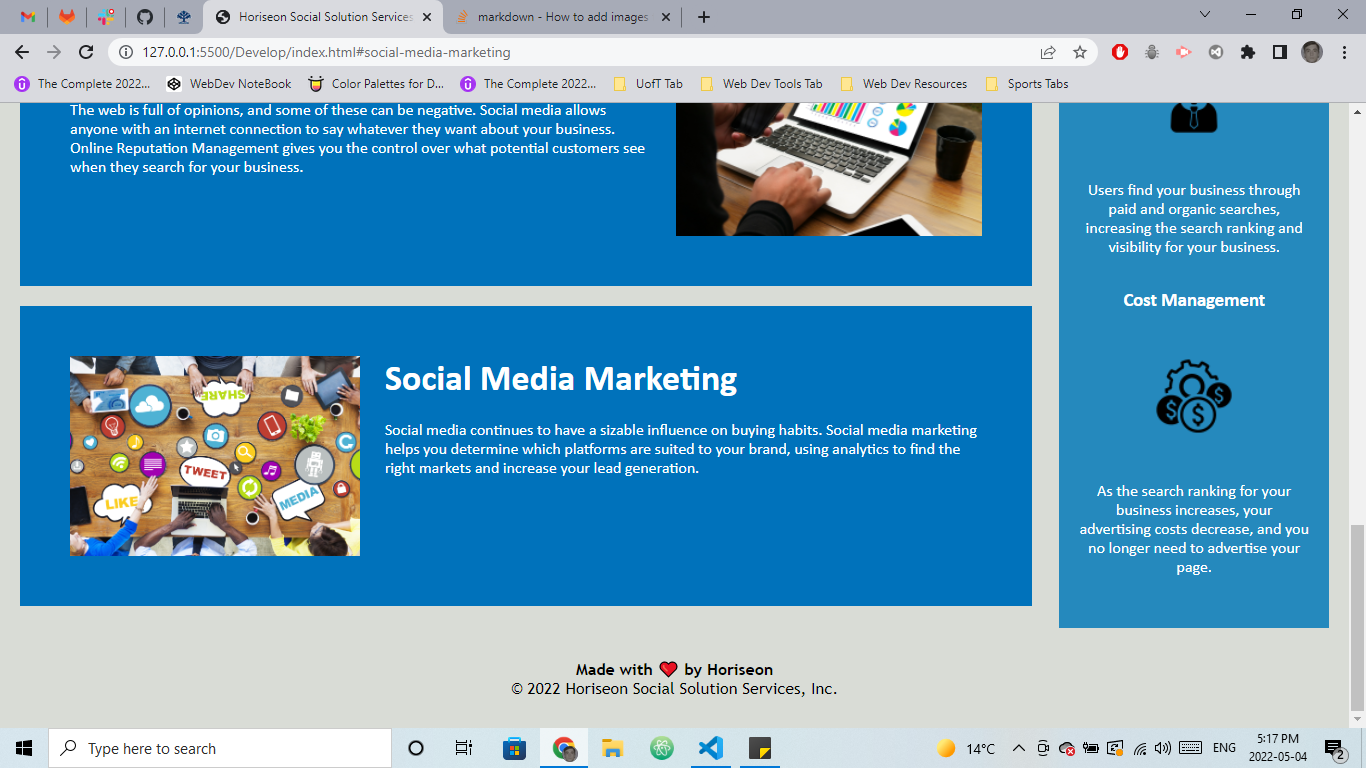 Horiseon Social Solution Services
markdown - How to add images
127.0.0.1:5500/Develop/index.html#social-media-marketing
The Complete 2022...
WebDev NoteBook
Color Palettes for D...
The Complete 2022...
UofT Tab
Web Dev Tools Tab
Web Dev Resources
Sports Tabs
The web is full of opinions, and some of these can be negative. Social media allows
anyone with an internet connection to say whatever they want about your business.
Online Reputation Management gives you the control over what potential customers see
when they search for your business.
SHARE
TWEET
LIKE
MEDIA
Social Media Marketing
Social media continues to have a sizable influence on buying habits. Social media marketing
helps you determine which platforms are suited to your brand, using analytics to find the
right markets and increase your lead generation.
Users find your business through
paid and organic searches,
increasing the search ranking and
visibility for your business.
Cost Management
$ $
$
As the search ranking for your
business increases, your
advertising costs decrease, and you
no longer need to advertise your
page.
Made with ❤ by Horiseon
© 2022 Horiseon Social Solution Services, Inc.
Type here to search
14°C
ENG
5:17 PM
2022-05-04
2